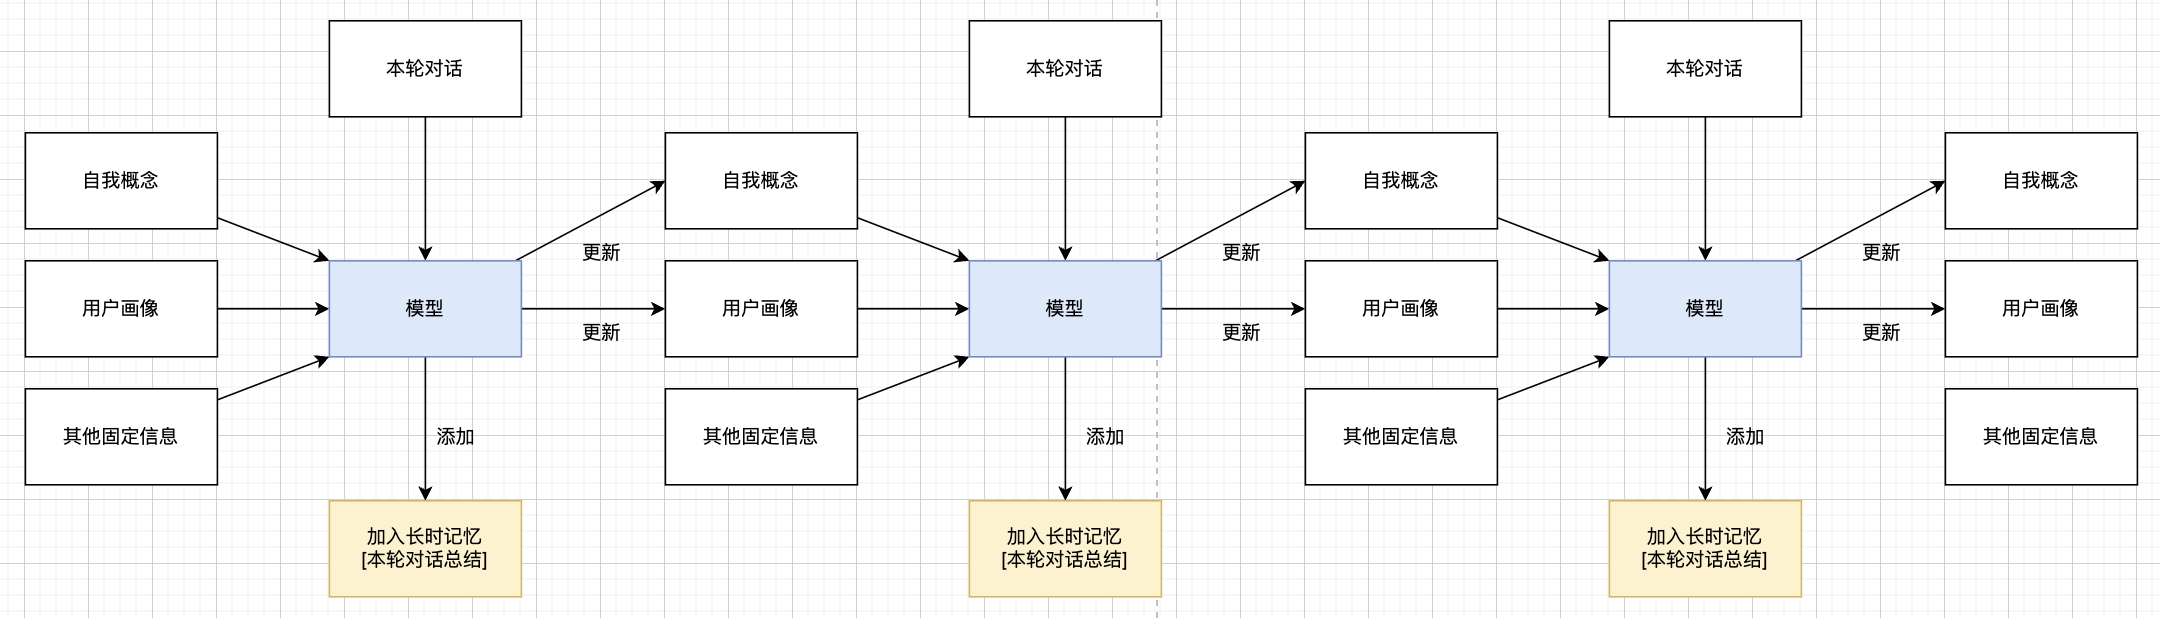 本轮对话
本轮对话
本轮对话
自我概念
自我概念
自我概念
自我概念
更新
更新
更新
用户画像
模型
用户画像
模型
用户画像
模型
用户画像
更新
更新
更新
其他固定信息
添加
其他固定信息
添加
其他固定信息
添加
其他固定信息
加入长时记忆
[本轮对话总结]
加入长时记忆
[本轮对话总结]
加入长时记忆
[本轮对话总结]